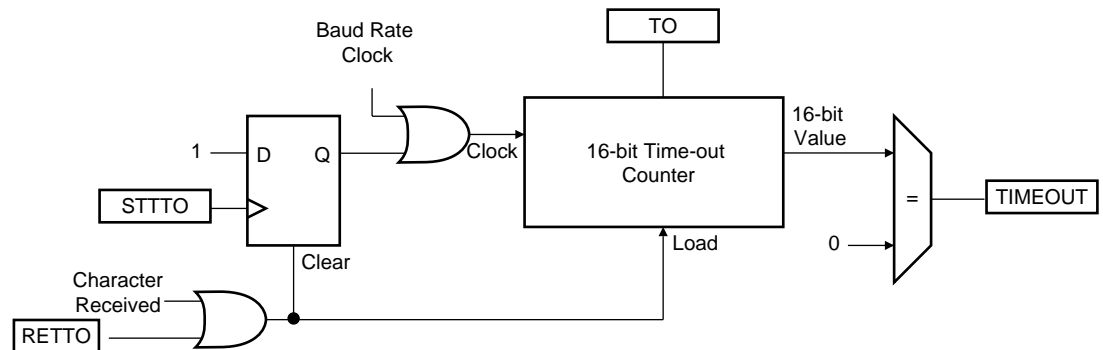 TO
Baud Rate
Clock
16-bit
Value
1
D
Q
Clock
16-bit Time-out
Counter
STTTO
=
TIMEOUT
Clear
Load
0
Character
Received
RETTO